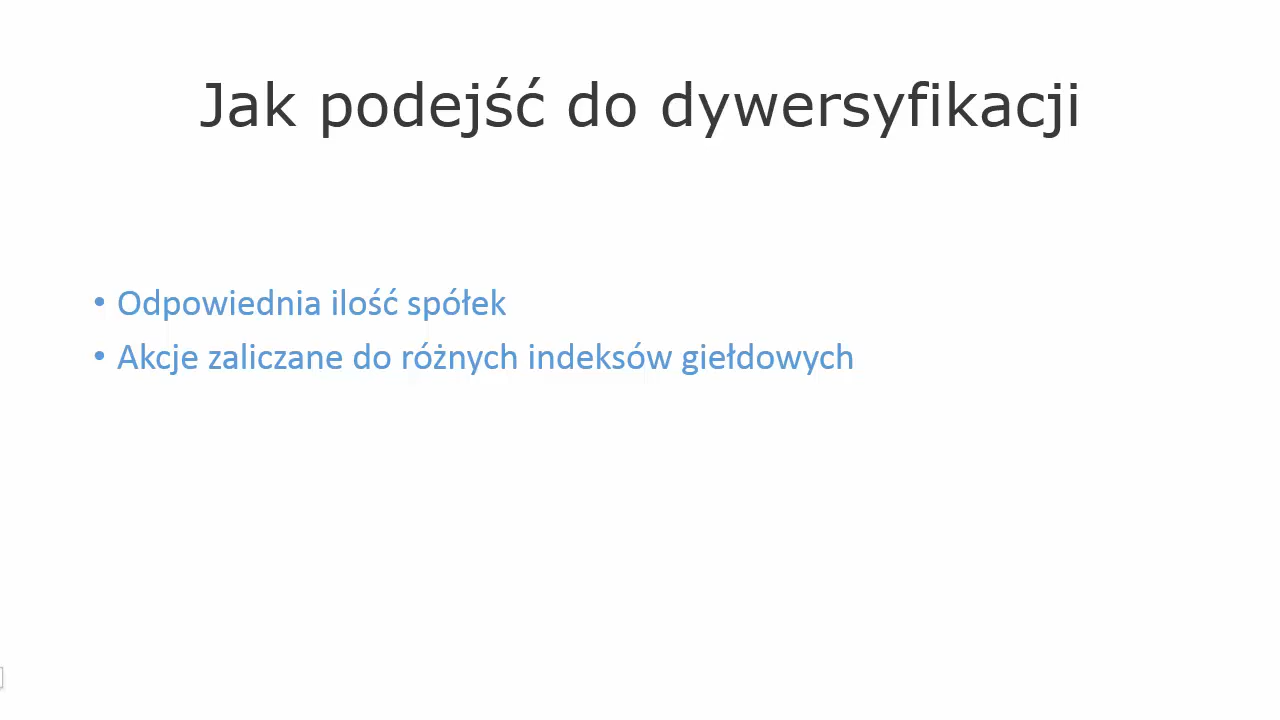 Jak podejść do dywersyfikacji
• Odpowiednia ilość spółek
• Akcje zaliczane do różnych indeksów giełdowych